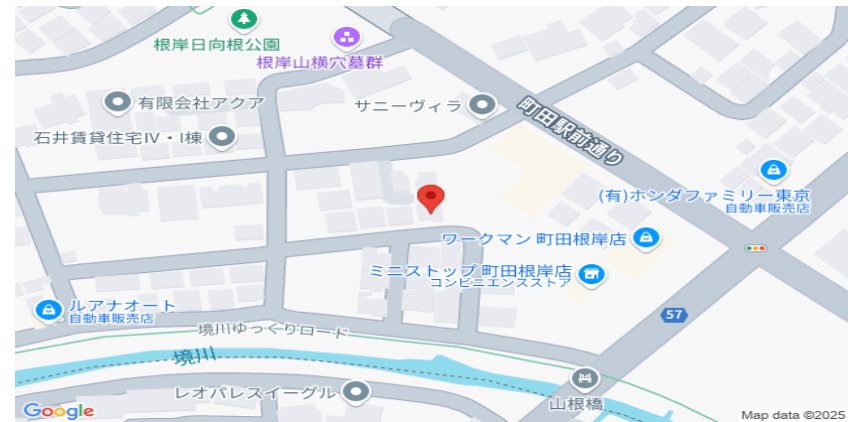 根岸日向根公園
根岸山横穴墓群
有限会社アクア
サニーヴィラ
町田駅前通り
石井賃貸住宅Ⅳ・Ⅰ棟
(有)ホンダファミリー東京
自動車販売店
ワークマン 町田根岸店
ミニストップ 町田根岸店
コンビニエンスストア
ルアナオート
自動車販売店
57
境川ゆっくりロード
境川
レオパレスイーグル
山根橋
Google
Map data ©2025